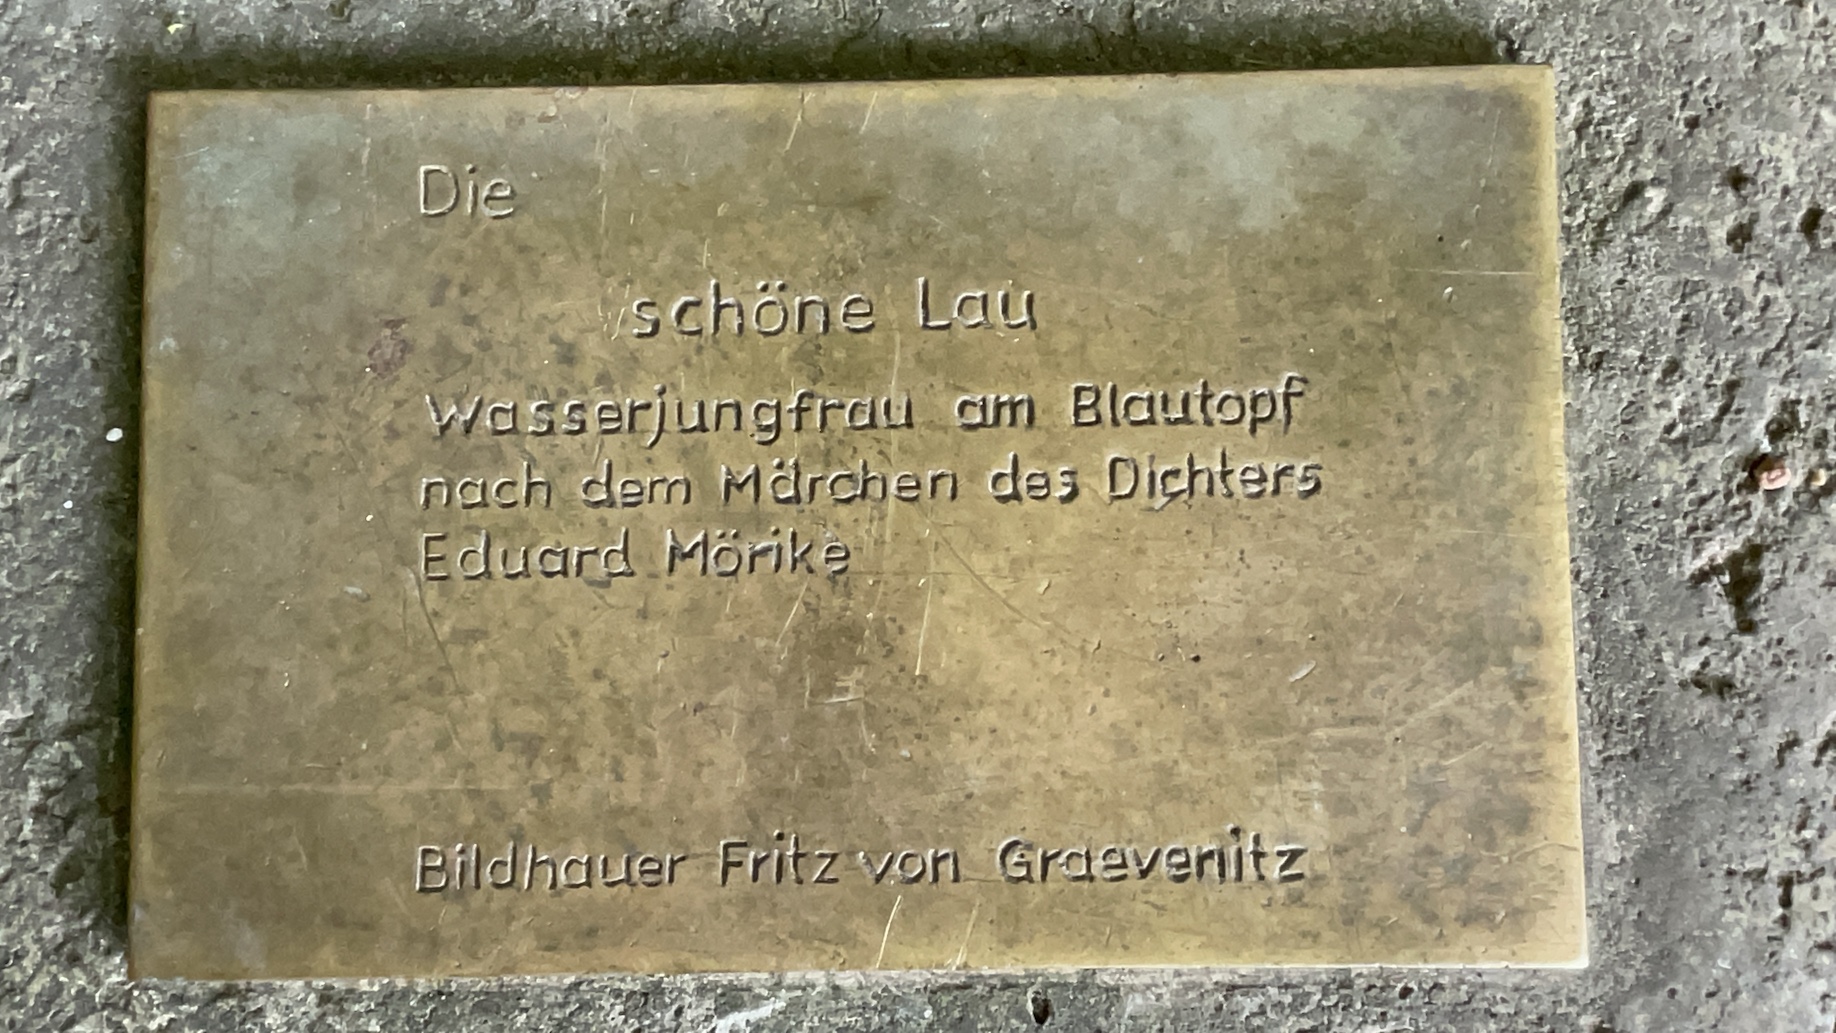 Die
schöne Lau
Wasserjungfrau am Blautopf
nach dem Märchen des Dichters
Eduard Mörike
Bildhauer Fritz von Graevenitz